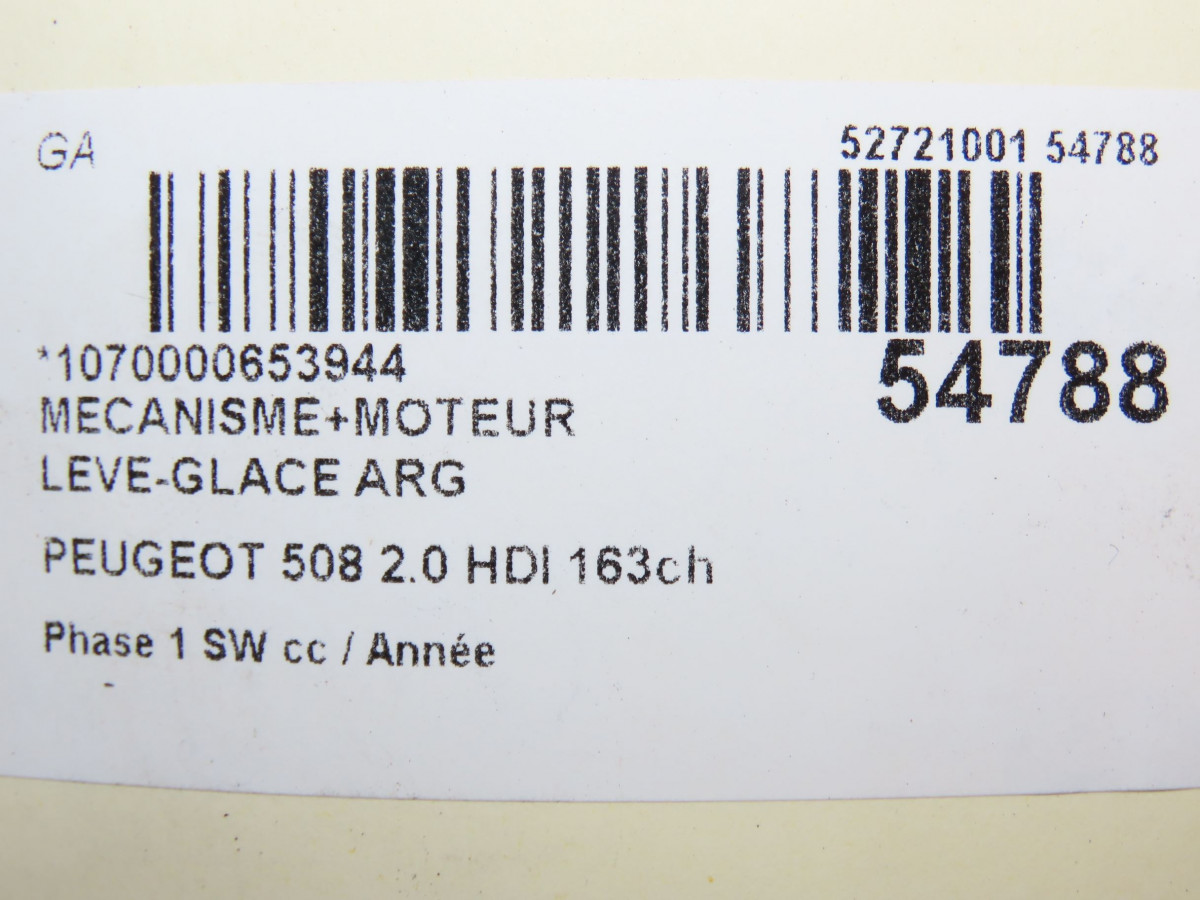 GA
52721001 54788
*1070000653944
54788
MECANISME+MOTEUR
LEVE-GLACE ARG
PEUGEOT 508 2.0 HDI 163ch
Phase 1 SW cc / Année
-